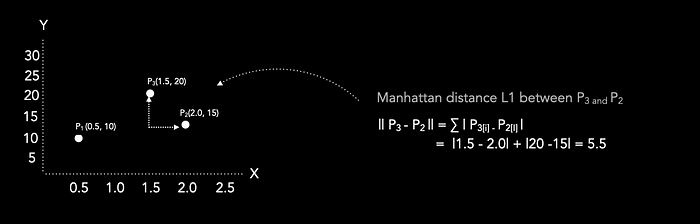 Y
30
25
20
15
10
5
P3(1.5, 20)
P2(2.0, 15)
P1(0.5, 10)
X
0.5 1.0 1.5 2.0 2.5
Manhattan distance L1 between P3 and P2
|| P3 - P2 || = ∑ | P3[i] - P2[i] |
= |1.5 - 2.0| + |20 -15| = 5.5